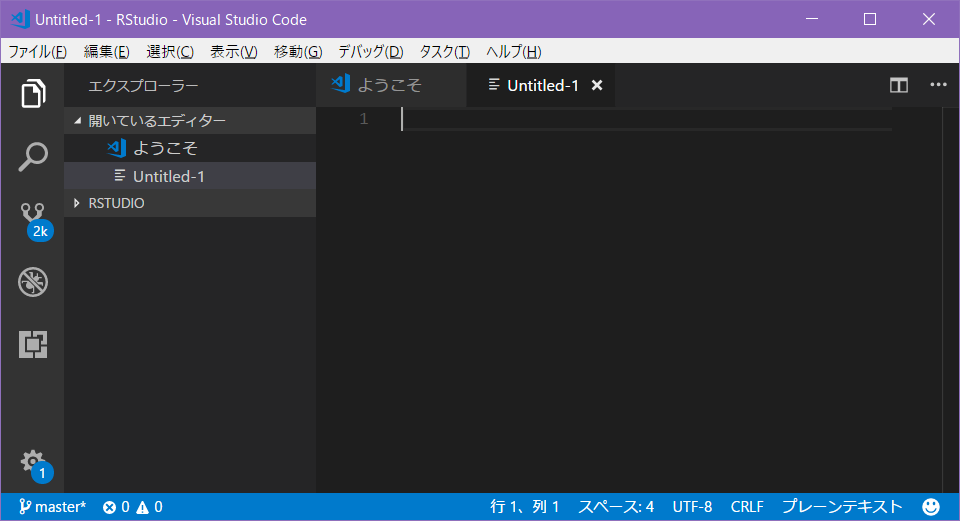 Untitled-1 - RStudio - Visual Studio Code
ファイル(F) 編集(E) 選択(C) 表示(V) 移動(G) デバッグ(D) タスク(T) ヘルプ(H)
エクスプローラー
ようこそ
Untitled-1
開いているエディター
ようこそ
Untitled-1
RSTUDIO
1
2k
1
master* 0 0 行 1、列 1 スペース: 4 UTF-8 CRLF プレーンテキスト